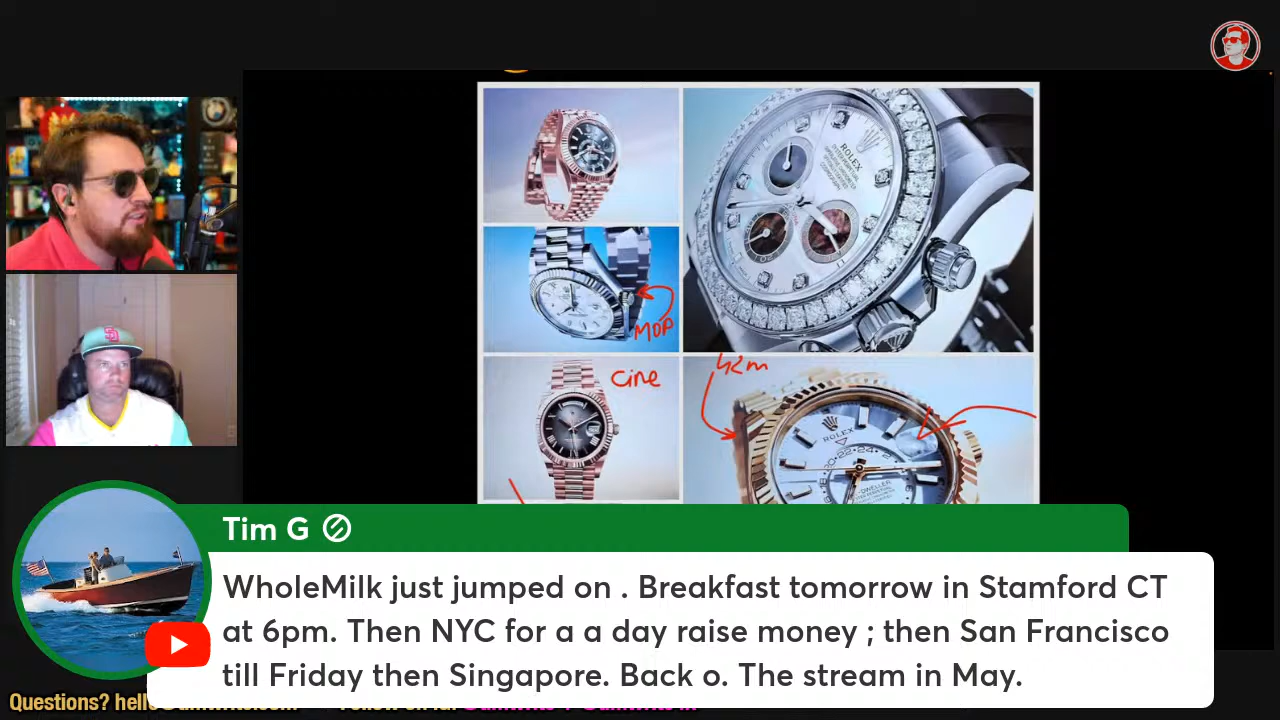 ROLEX
MOP
cine
42m
ROLEX
Tim G
WholeMilk just jumped on . Breakfast tomorrow in Stamford CT
at 6pm. Then NYC for a a day raise money ; then San Francisco
till Friday then Singapore. Back o. The stream in May.
Questions?